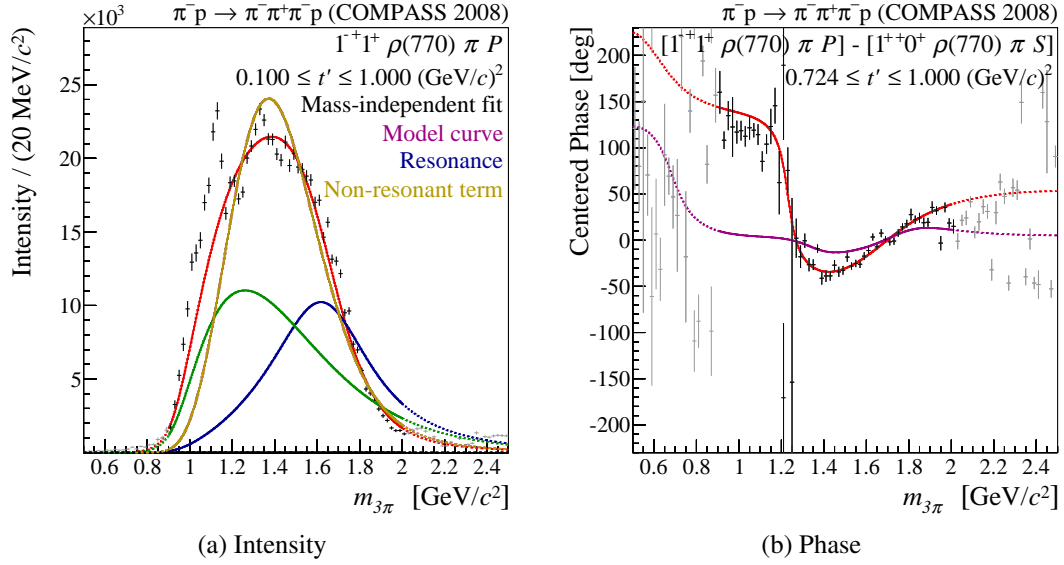 π⁻p → π⁻π⁺π⁻p (COMPASS 2008)
×10³
1⁻⁺1⁺ ρ(770) π P
0.100 ≤ t′ ≤ 1.000 (GeV/c)²
Mass-independent fit
Model curve
Resonance
Non-resonant term
Intensity / (20 MeV/c²)
25
20
15
10
5
0.6 0.8 1 1.2 1.4 1.6 1.8 2 2.2 2.4
m₃π [GeV/c²]
(a) Intensity
π⁻p → π⁻π⁺π⁻p (COMPASS 2008)
[1⁻⁺1⁺ ρ(770) π P] - [1⁺⁺0⁺ ρ(770) π S]
0.724 ≤ t′ ≤ 1.000 (GeV/c)²
Centered Phase [deg]
200
150
100
50
0
-50
-100
-150
-200
0.6 0.8 1 1.2 1.4 1.6 1.8 2 2.2 2.4
m₃π [GeV/c²]
(b) Phase